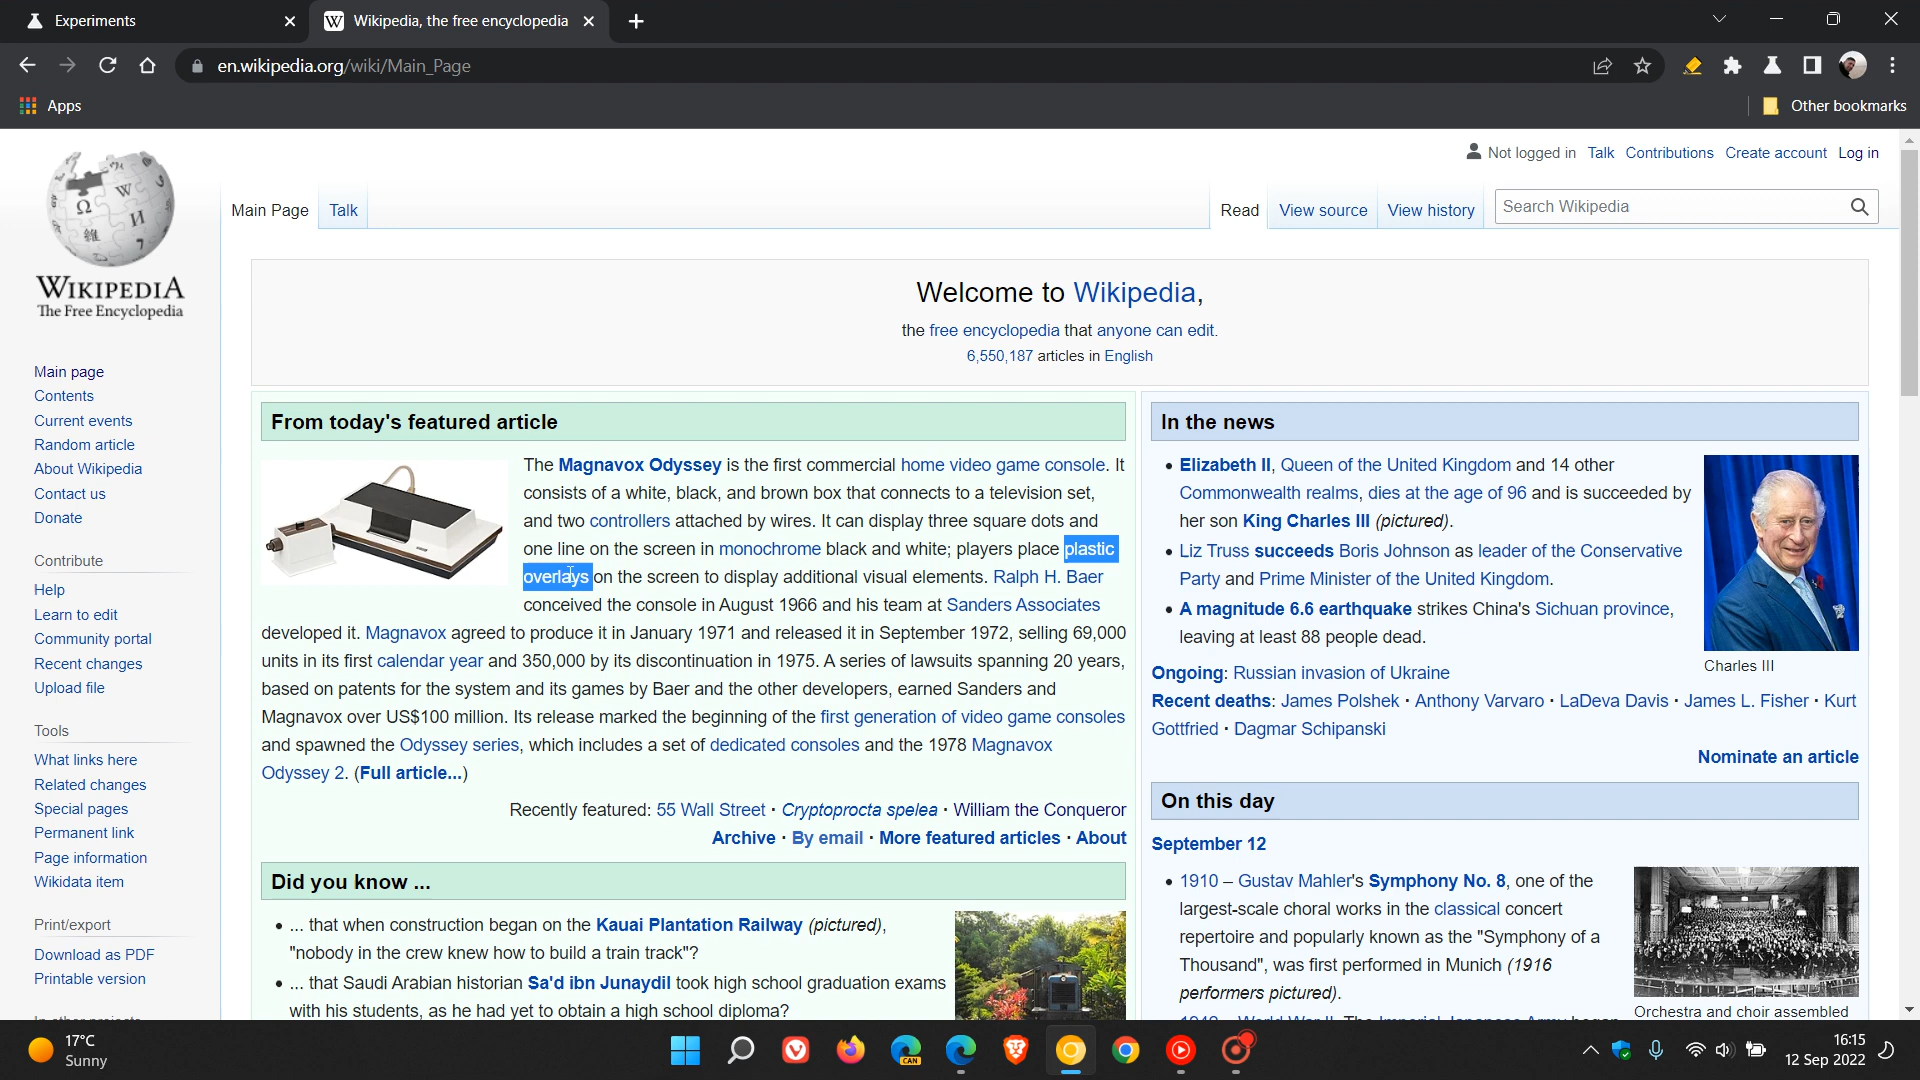 Experiments
Wikipedia, the free encyclopedia
en.wikipedia.org/wiki/Main_Page
Apps
Other bookmarks
Not logged in Talk Contributions Create account Log in
Main Page Talk
Read View source View history Search Wikipedia
WIKIPEDIA
The Free Encyclopedia
Main page
Contents
Current events
Random article
About Wikipedia
Contact us
Donate
Contribute
Help
Learn to edit
Community portal
Recent changes
Upload file
Tools
What links here
Related changes
Special pages
Permanent link
Page information
Wikidata item
Print/export
Download as PDF
Printable version
Welcome to Wikipedia,
the free encyclopedia that anyone can edit.
6,550,187 articles in English
From today's featured article
The Magnavox Odyssey is the first commercial home video game console. It
consists of a white, black, and brown box that connects to a television set,
and two controllers attached by wires. It can display three square dots and
one line on the screen in monochrome black and white; players place plastic
overlays on the screen to display additional visual elements. Ralph H. Baer
conceived the console in August 1966 and his team at Sanders Associates
developed it. Magnavox agreed to produce it in January 1971 and released it in September 1972, selling 69,000
units in its first calendar year and 350,000 by its discontinuation in 1975. A series of lawsuits spanning 20 years,
based on patents for the system and its games by Baer and the other developers, earned Sanders and
Magnavox over US$100 million. Its release marked the beginning of the first generation of video game consoles
and spawned the Odyssey series, which includes a set of dedicated consoles and the 1978 Magnavox
Odyssey 2. (Full article...)
Recently featured: 55 Wall Street · Cryptoprocta spelea · William the Conqueror
Archive · By email · More featured articles · About
Did you know ...
• ... that when construction began on the Kauai Plantation Railway (pictured),
"nobody in the crew knew how to build a train track"?
• ... that Saudi Arabian historian Sa'd ibn Junaydil took high school graduation exams
with his students, as he had yet to obtain a high school diploma?
In the news
• Elizabeth II, Queen of the United Kingdom and 14 other
Commonwealth realms, dies at the age of 96 and is succeeded by
her son King Charles III (pictured).
• Liz Truss succeeds Boris Johnson as leader of the Conservative
Party and Prime Minister of the United Kingdom.
• A magnitude 6.6 earthquake strikes China's Sichuan province,
leaving at least 88 people dead.
Charles III
Ongoing: Russian invasion of Ukraine
Recent deaths: James Polshek · Anthony Varvaro · LaDeva Davis · James L. Fisher · Kurt
Gottfried · Dagmar Schipanski
Nominate an article
On this day
September 12
• 1910 – Gustav Mahler's Symphony No. 8, one of the
largest-scale choral works in the classical concert
repertoire and popularly known as the "Symphony of a
Thousand", was first performed in Munich (1916
performers pictured).
Orchestra and choir assembled
17°C
Sunny
CAN
16:15
12 Sep 2022